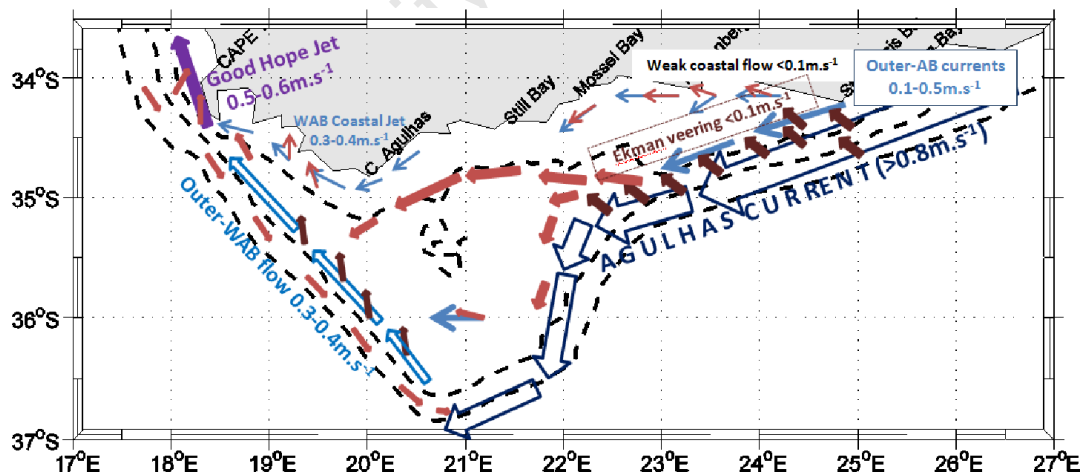 CAPE
Good Hope Jet
0.5-0.6m.s-1
WAB Coastal Jet
0.3-0.4m.s-1
C. Agulhas
Still Bay
Mossel Bay
Weak coastal flow <0.1m.s-1
Outer-AB currents
0.1-0.5m.s-1
Ekman veering <0.1m.s-1
AGULHAS CURRENT (>0.8m.s-1)
Outer-WAB flow 0.3-0.4m.s-1
34°S
35°S
36°S
37°S
17°E
18°E
19°E
20°E
21°E
22°E
23°E
24°E
25°E
26°E
27°E